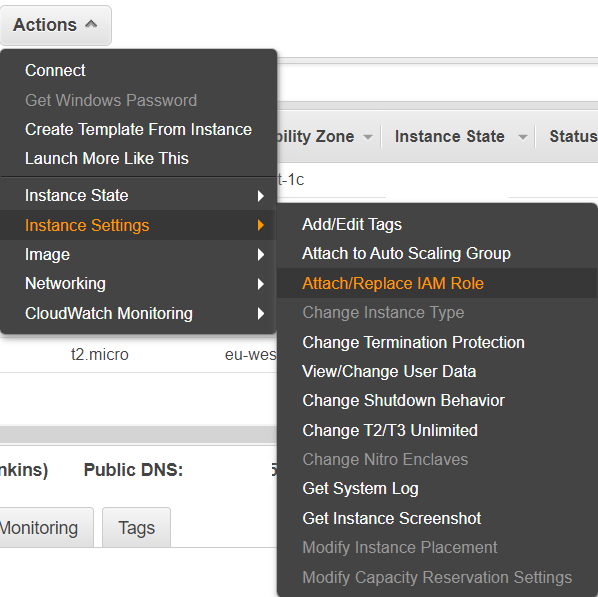 Actions
Connect
Get Windows Password
Create Template From Instance
Launch More Like This
Instance State
Instance Settings
Image
Networking
CloudWatch Monitoring
bility Zone Instance State Status
t-1c
Add/Edit Tags
Attach to Auto Scaling Group
Attach/Replace IAM Role
Change Instance Type
Change Termination Protection
View/Change User Data
Change Shutdown Behavior
Change T2/T3 Unlimited
Change Nitro Enclaves
Get System Log
Get Instance Screenshot
Modify Instance Placement
Modify Capacity Reservation Settings
t2.micro eu-wes
nkins) Public DNS: 5
Monitoring Tags